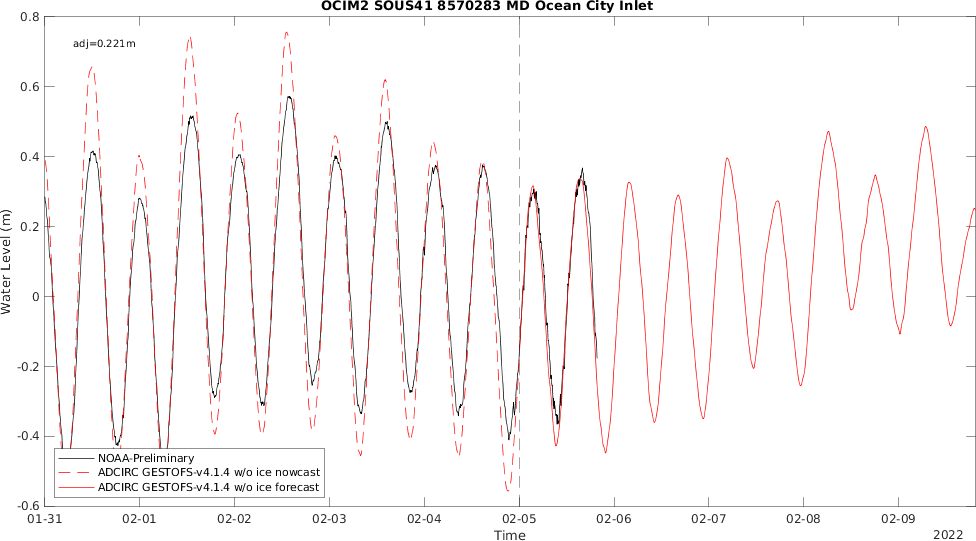 OCIM2 SOUS41 8570283 MD Ocean City Inlet
0.8
adj=0.221m
0.6
0.4
0.2
Water Level (m)
0
-0.2
-0.4
NOAA-Preliminary
ADCIRC GESTOFS-v4.1.4 w/o ice nowcast
ADCIRC GESTOFS-v4.1.4 w/o ice forecast
-0.6
01-31 02-01 02-02 02-03 02-04 02-05 02-06 02-07 02-08 02-09
Time
2022